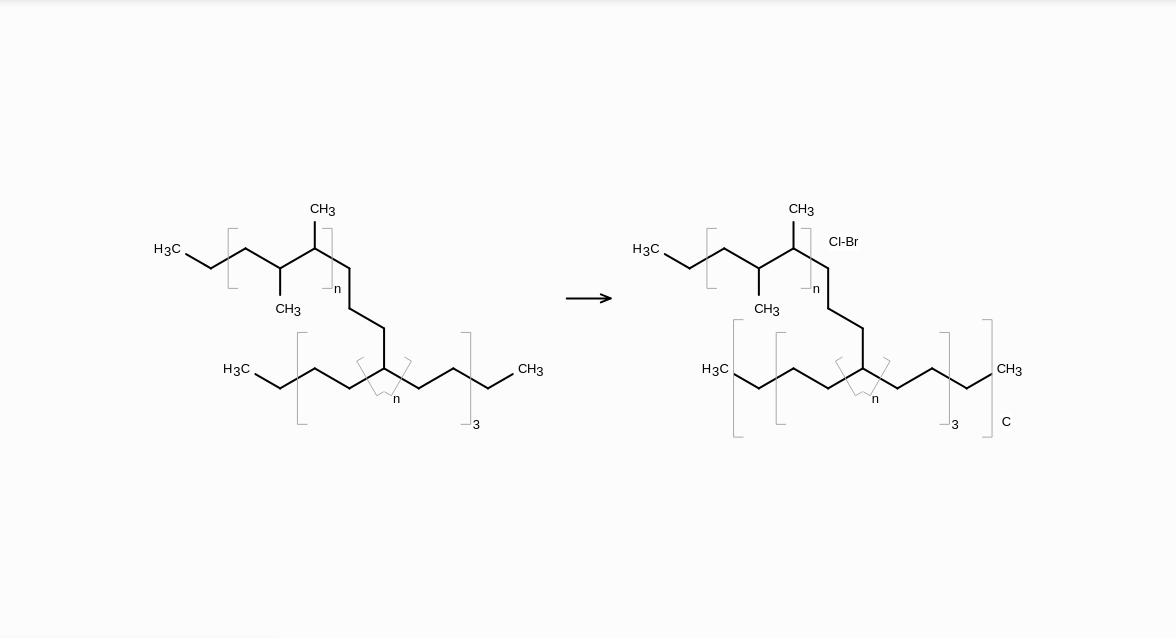 CH3 CH3
H3C H3C Cl-Br
n n
CH3 CH3
H3C CH3 H3C CH3
n n
3 3 C